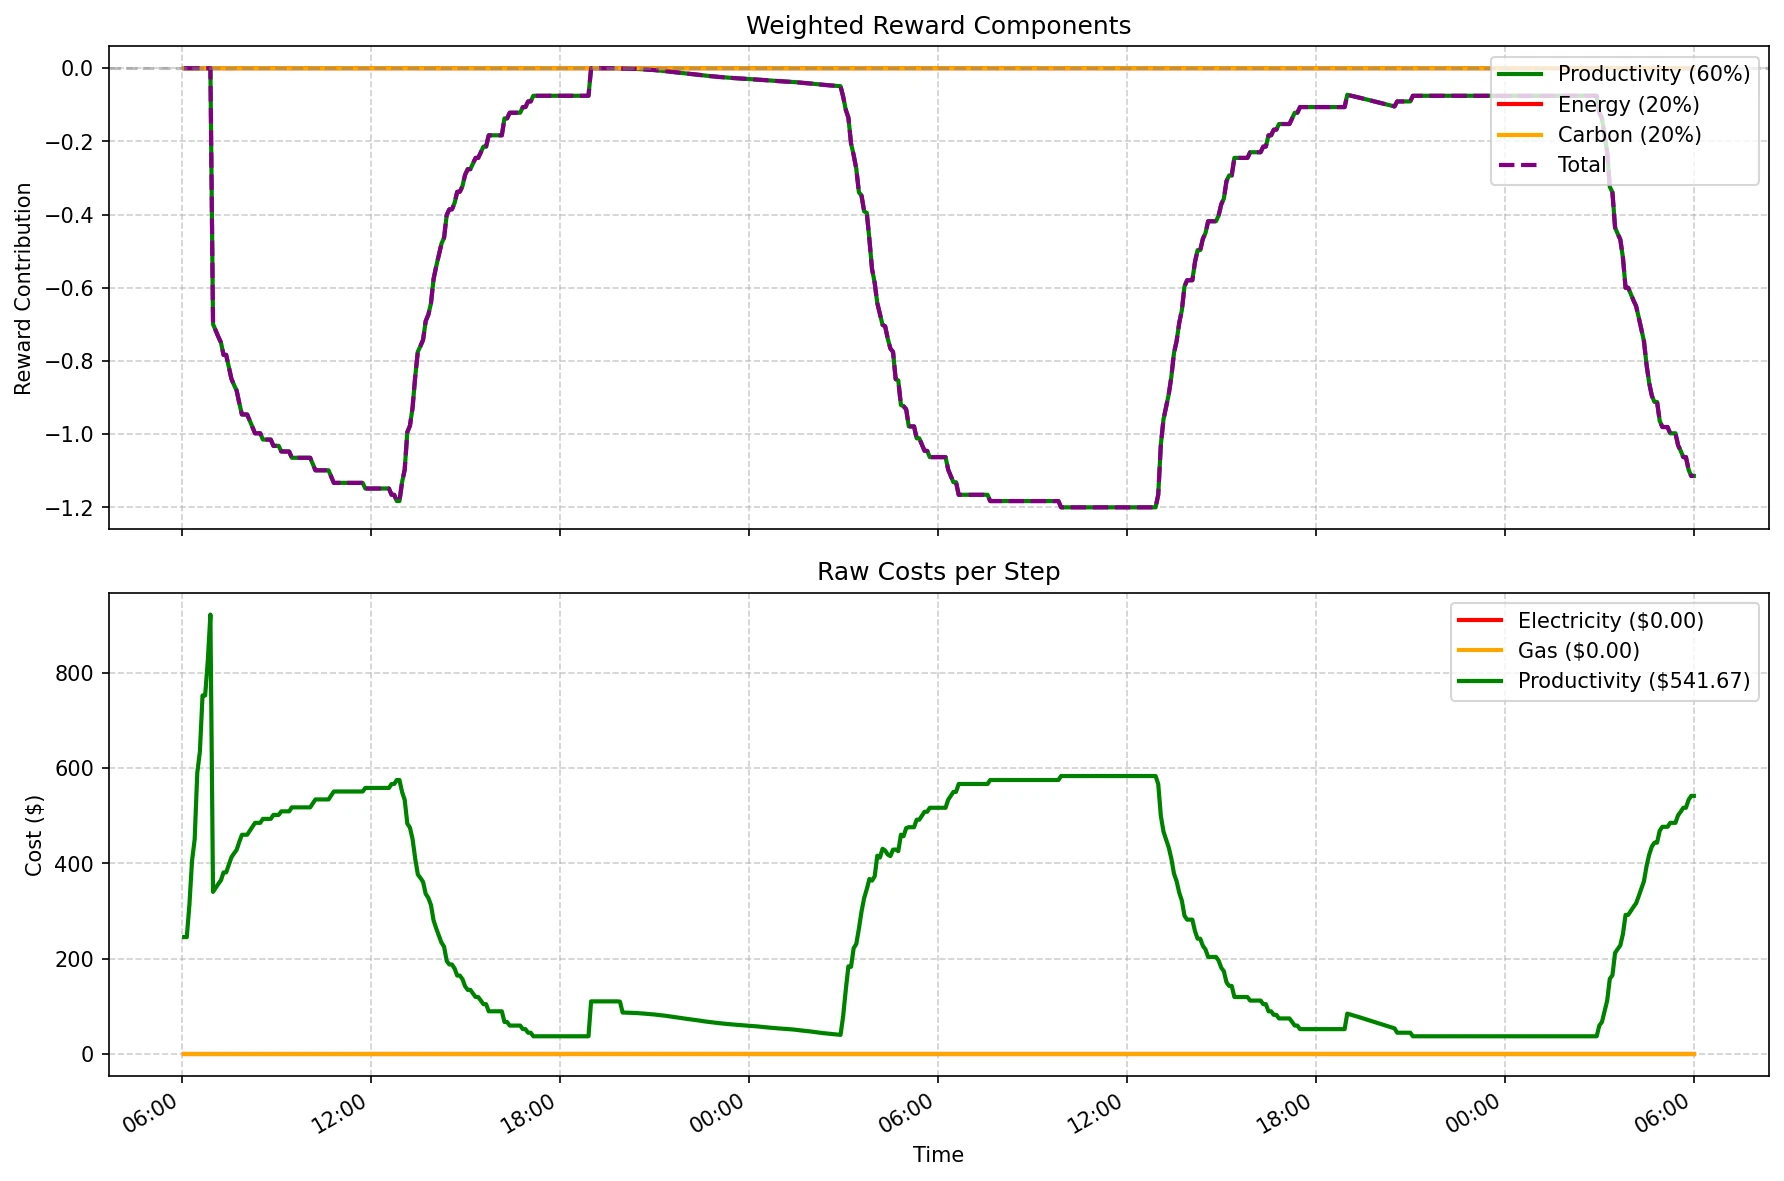 Weighted Reward Components
Reward Contribution
0.0
−0.2
−0.4
−0.6
−0.8
−1.0
−1.2
Productivity (60%)
Energy (20%)
Carbon (20%)
Total
Raw Costs per Step
Cost ($)
800
600
400
200
0
Electricity ($0.00)
Gas ($0.00)
Productivity ($541.67)
06:00
12:00
18:00
00:00
06:00
12:00
18:00
00:00
06:00
Time